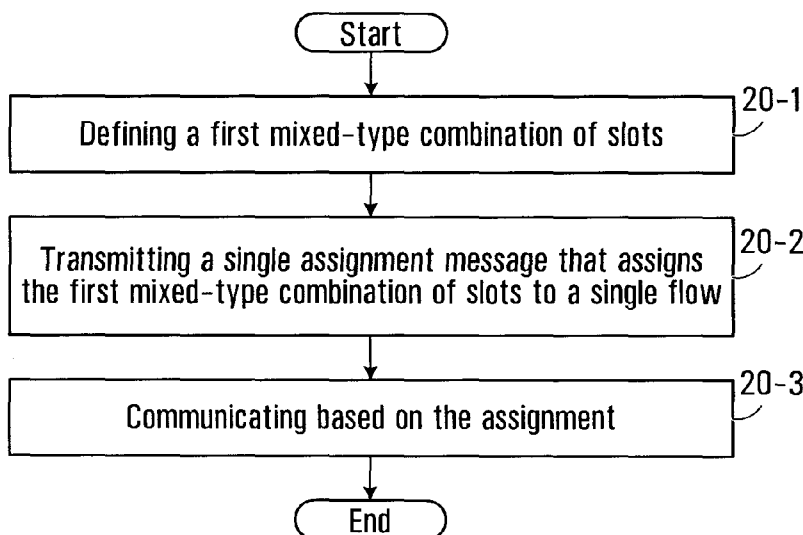 Start
20-1
Defining a first mixed-type combination of slots
20-2
Transmitting a single assignment message that assigns
the first mixed-type combination of slots to a single flow
20-3
Communicating based on the assignment
End